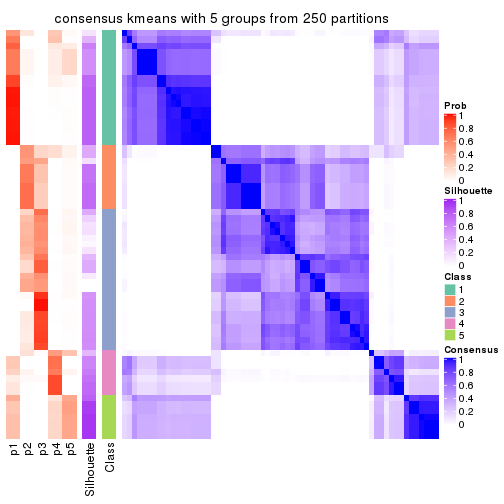 consensus kmeans with 5 groups from 250 partitions
Prob
1
0.8
0.6
0.4
0.2
0
Silhouette
1
0.8
0.6
0.4
0.2
0
Class
1
2
3
4
5
Consensus
1
0.8
0.6
0.4
0.2
0
p1
p2
p3
p4
p5
Silhouette
Class